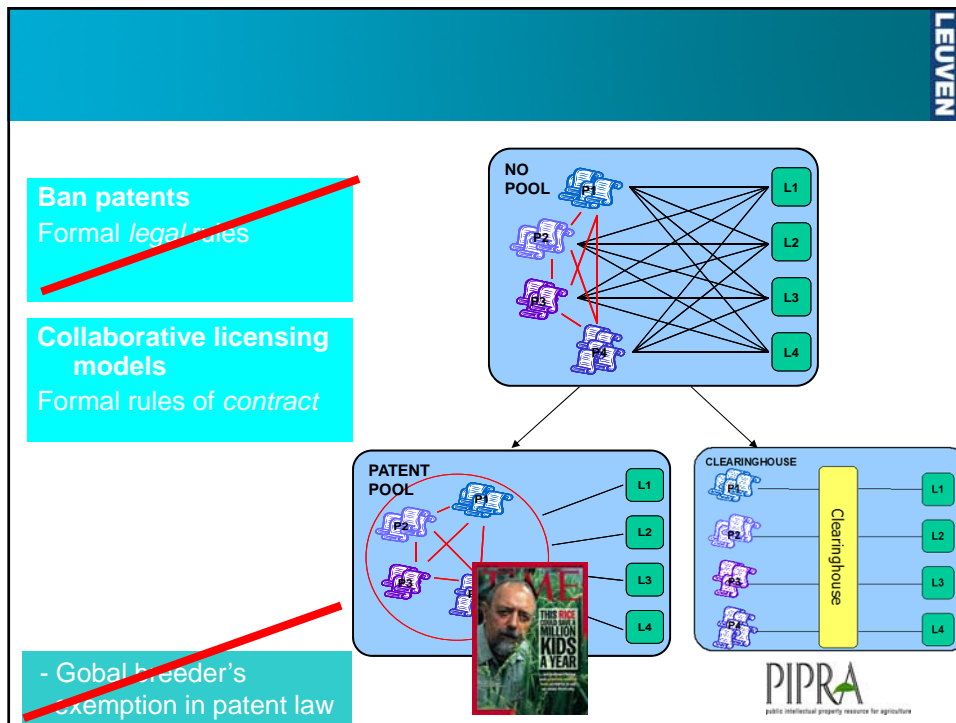 LEUVEN
Ban patents
Formal legal rules
Collaborative licensing
models
Formal rules of contract
- Gobal breeder's
exemption in patent law
NO
POOL
P1
P2
P3
P4
L1
L2
L3
L4
PATENT
POOL
P1
P2
P3
L1
L2
L3
L4
THIS RICE
COULD SAVE A
MILLION
KIDS
A YEAR
CLEARINGHOUSE
P1
P2
P3
P4
Clearinghouse
L1
L2
L3
L4
PIPRA
public intellectual property resource for agriculture